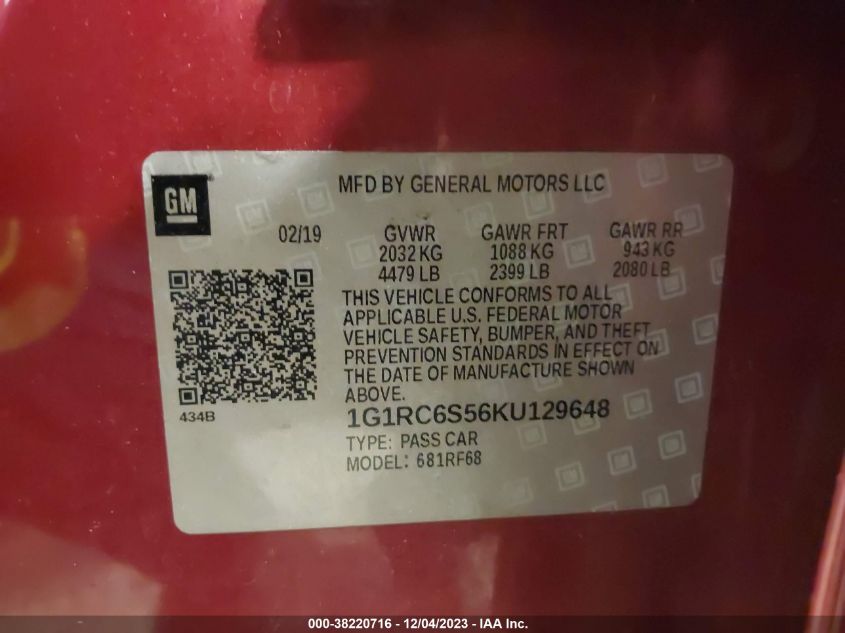 GM
MFD BY GENERAL MOTORS LLC
02/19 GVWR GAWR FRT GAWR RR
2032 KG 1088 KG 943 KG
4479 LB 2399 LB 2080 LB
THIS VEHICLE CONFORMS TO ALL
APPLICABLE U.S. FEDERAL MOTOR
VEHICLE SAFETY, BUMPER, AND THEFT
PREVENTION STANDARDS IN EFFECT ON
THE DATE OF MANUFACTURE SHOWN
ABOVE.
434B
1G1RC6S56KU129648
TYPE: PASS CAR
MODEL: 681RF68
000-38220716 - 12/04/2023 - IAA Inc.